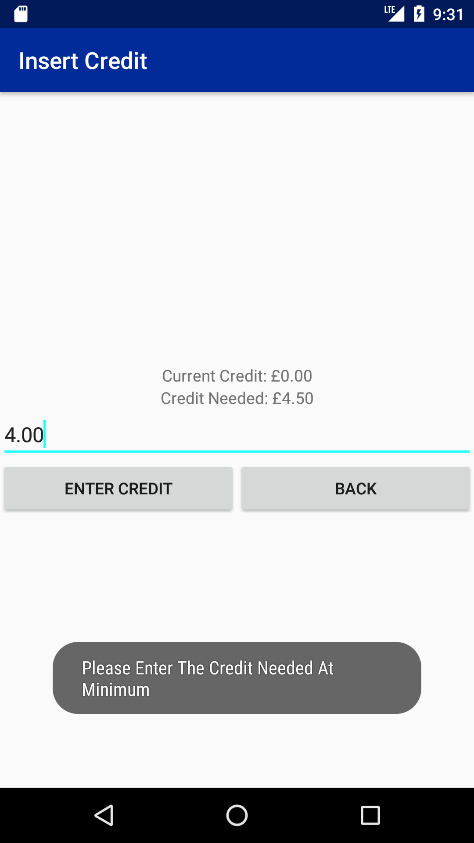 LTE 9:31
Insert Credit
Current Credit: £0.00
Credit Needed: £4.50
4.00
ENTER CREDIT BACK
Please Enter The Credit Needed At
Minimum